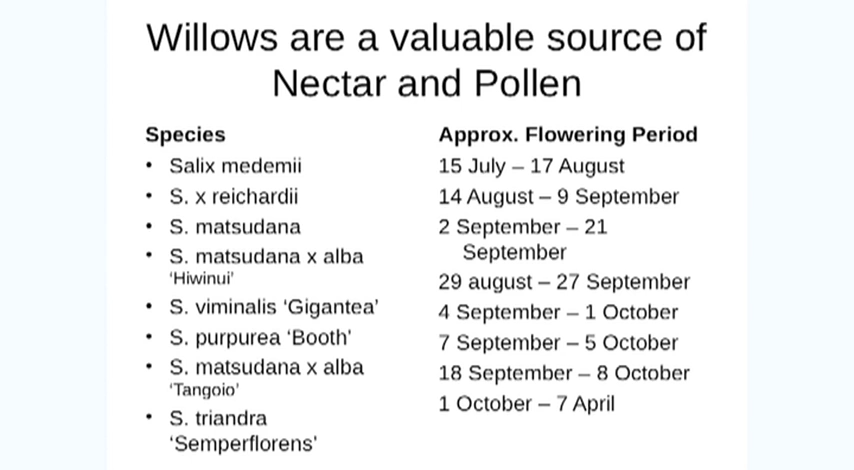 Willows are a valuable source of
Nectar and Pollen
Species
• Salix medemii
• S. x reichardii
• S. matsudana
• S. matsudana x alba
‘Hiwinui’
• S. viminalis ‘Gigantea’
• S. purpurea ‘Booth’
• S. matsudana x alba
‘Tangoio’
• S. triandra
‘Semperflorens’
Approx. Flowering Period
15 July – 17 August
14 August – 9 September
2 September – 21
September
29 august – 27 September
4 September – 1 October
7 September – 5 October
18 September – 8 October
1 October – 7 April